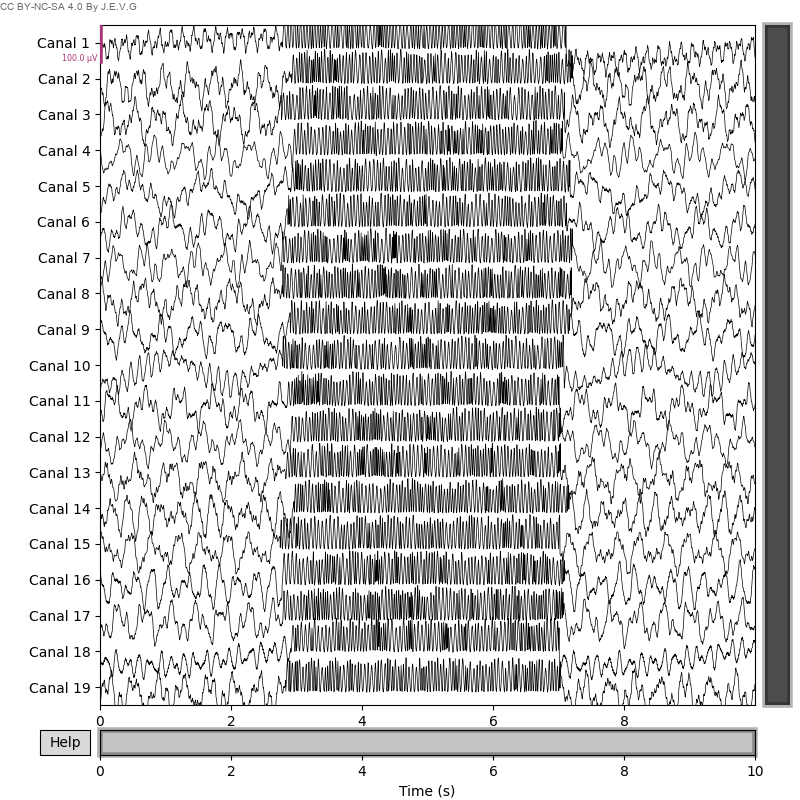 CC BY-NC-SA 4.0 By J.E.V.G
Canal 1
100.0 µV
Canal 2
Canal 3
Canal 4
Canal 5
Canal 6
Canal 7
Canal 8
Canal 9
Canal 10
Canal 11
Canal 12
Canal 13
Canal 14
Canal 15
Canal 16
Canal 17
Canal 18
Canal 19
0 2 4 6 8
Help
0 2 4 6 8 10
Time (s)